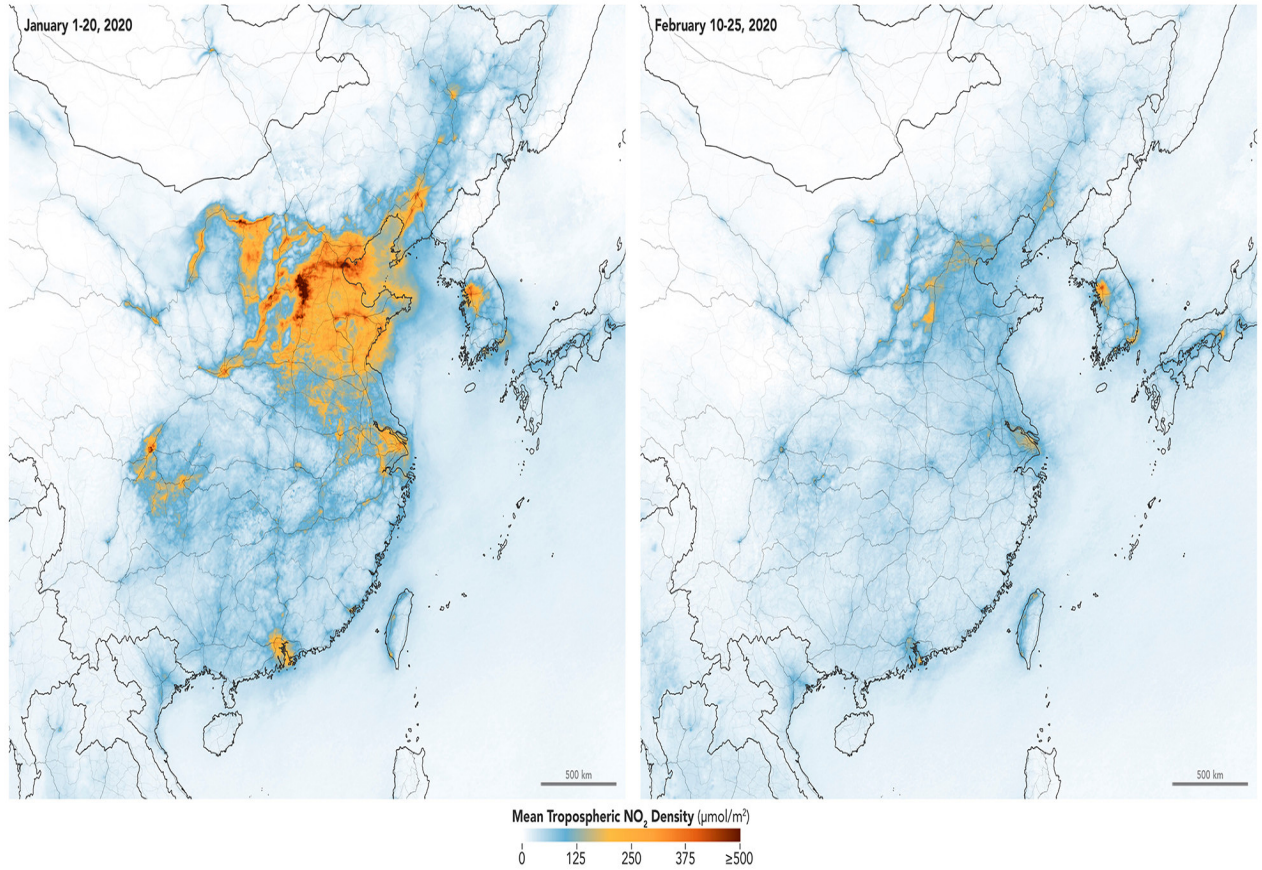 January 1-20, 2020
February 10-25, 2020
500 km
500 km
Mean Tropospheric NO₂ Density (µmol/m²)
0 125 250 375 ≥500